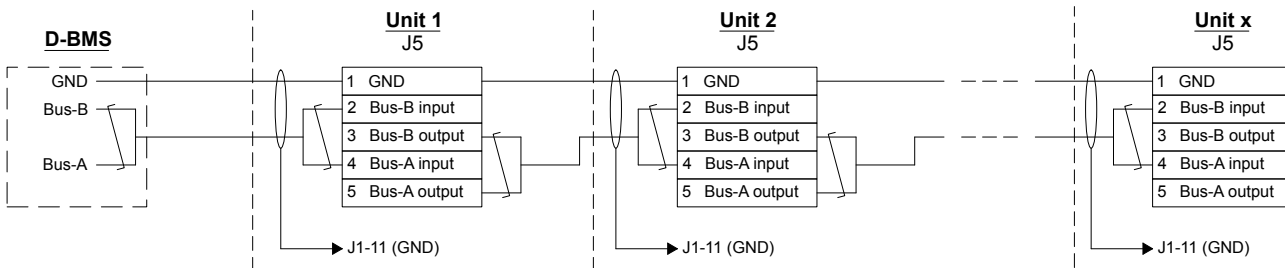 D-BMS
GND
Bus-B
Bus-A
Unit 1
J5
1 GND
2 Bus-B input
3 Bus-B output
4 Bus-A input
5 Bus-A output
J1-11 (GND)
Unit 2
J5
1 GND
2 Bus-B input
3 Bus-B output
4 Bus-A input
5 Bus-A output
J1-11 (GND)
Unit x
J5
1 GND
2 Bus-B input
3 Bus-B output
4 Bus-A input
5 Bus-A output
J1-11 (GND)